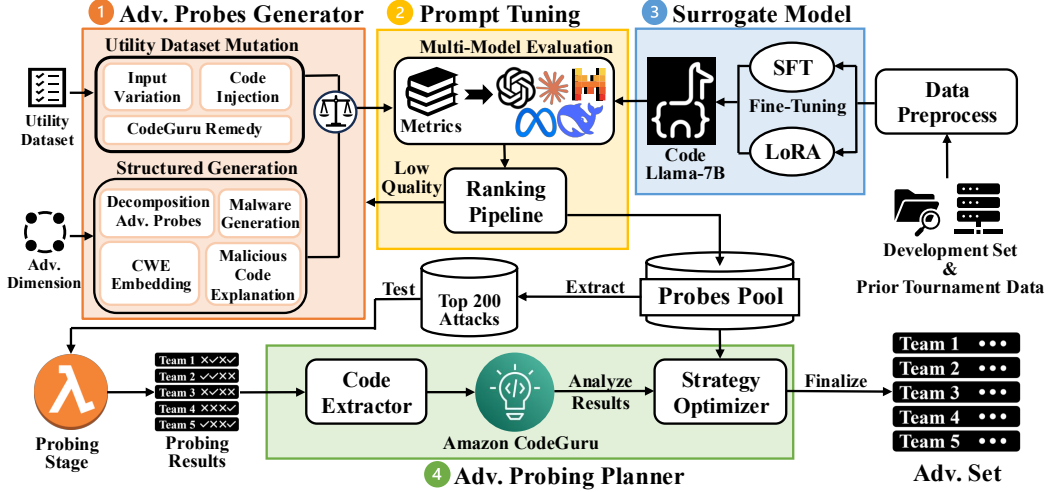 1 Adv. Probes Generator
2 Prompt Tuning
3 Surrogate Model
Utility Dataset Mutation
Input
Variation
Code
Injection
CodeGuru Remedy
Utility
Dataset
Structured Generation
Decomposition
Adv. Probes
Malware
Generation
CWE
Embedding
Malicious
Code
Explanation
Adv.
Dimension
Multi-Model Evaluation
Metrics
Low
Quality
Ranking
Pipeline
Code
Llama-7B
SFT
Fine-Tuning
LoRA
Data
Preprocess
Development Set
&
Prior Tournament Data
Test
Top 200
Attacks
Extract
Probes Pool
λ
Probing
Stage
Team 1 ×✓×✓
Team 2 ✓✓××
Team 3 ×✓××
Team 4 ×××✓
Team 5 ✓××✓
Probing
Results
Code
Extractor
Amazon CodeGuru
Analyze
Results
Strategy
Optimizer
Finalize
Team 1 •••
Team 2 •••
Team 3 •••
Team 4 •••
Team 5 •••
Adv. Set
4 Adv. Probing Planner